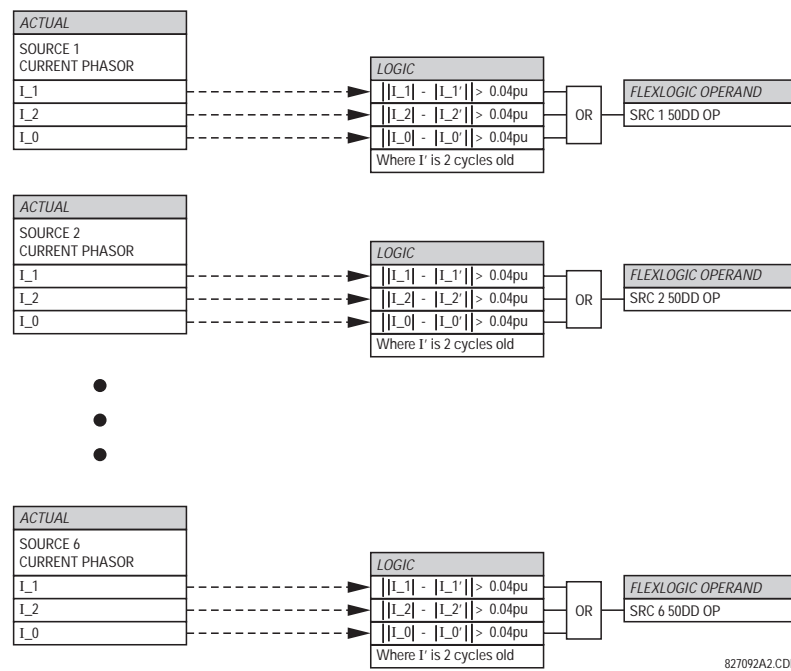 ACTUAL
SOURCE 1
CURRENT PHASOR
I_1
I_2
I_0
LOGIC
||I_1| - |I_1'|| > 0.04pu
||I_2| - |I_2'|| > 0.04pu
||I_0| - |I_0'|| > 0.04pu
Where I' is 2 cycles old
OR
FLEXLOGIC OPERAND
SRC 1 50DD OP
ACTUAL
SOURCE 2
CURRENT PHASOR
I_1
I_2
I_0
LOGIC
||I_1| - |I_1'|| > 0.04pu
||I_2| - |I_2'|| > 0.04pu
||I_0| - |I_0'|| > 0.04pu
Where I' is 2 cycles old
OR
FLEXLOGIC OPERAND
SRC 2 50DD OP
ACTUAL
SOURCE 6
CURRENT PHASOR
I_1
I_2
I_0
LOGIC
||I_1| - |I_1'|| > 0.04pu
||I_2| - |I_2'|| > 0.04pu
||I_0| - |I_0'|| > 0.04pu
Where I' is 2 cycles old
OR
FLEXLOGIC OPERAND
SRC 6 50DD OP
827092A2.CD